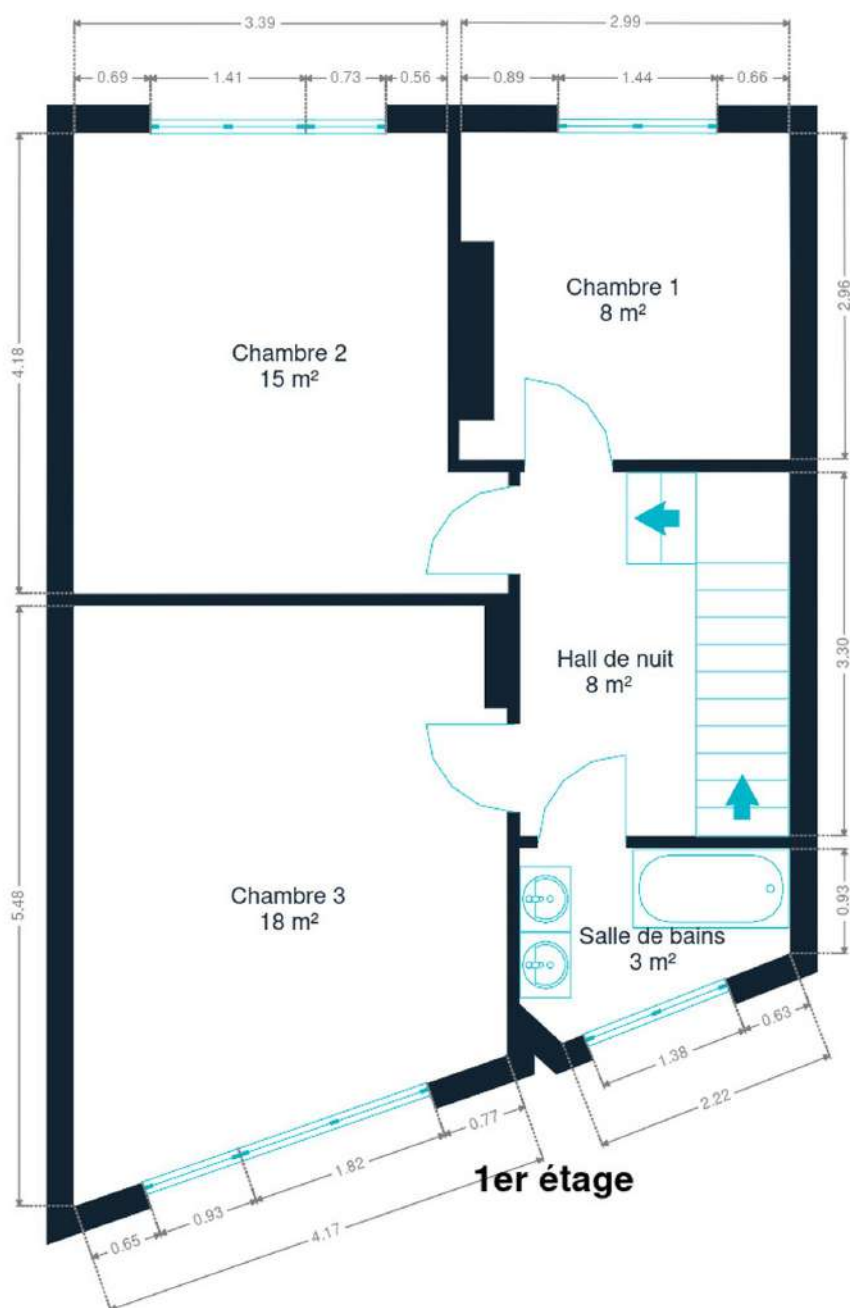 3.39
2.99
0.69
1.41
0.73
0.56
0.89
1.44
0.66
4.18
2.96
Chambre 1
8 m²
Chambre 2
15 m²
3.30
Hall de nuit
8 m²
5.48
Chambre 3
18 m²
0.93
Salle de bains
3 m²
0.63
1.38
2.22
0.77
1.82
0.93
0.65
4.17
1er étage